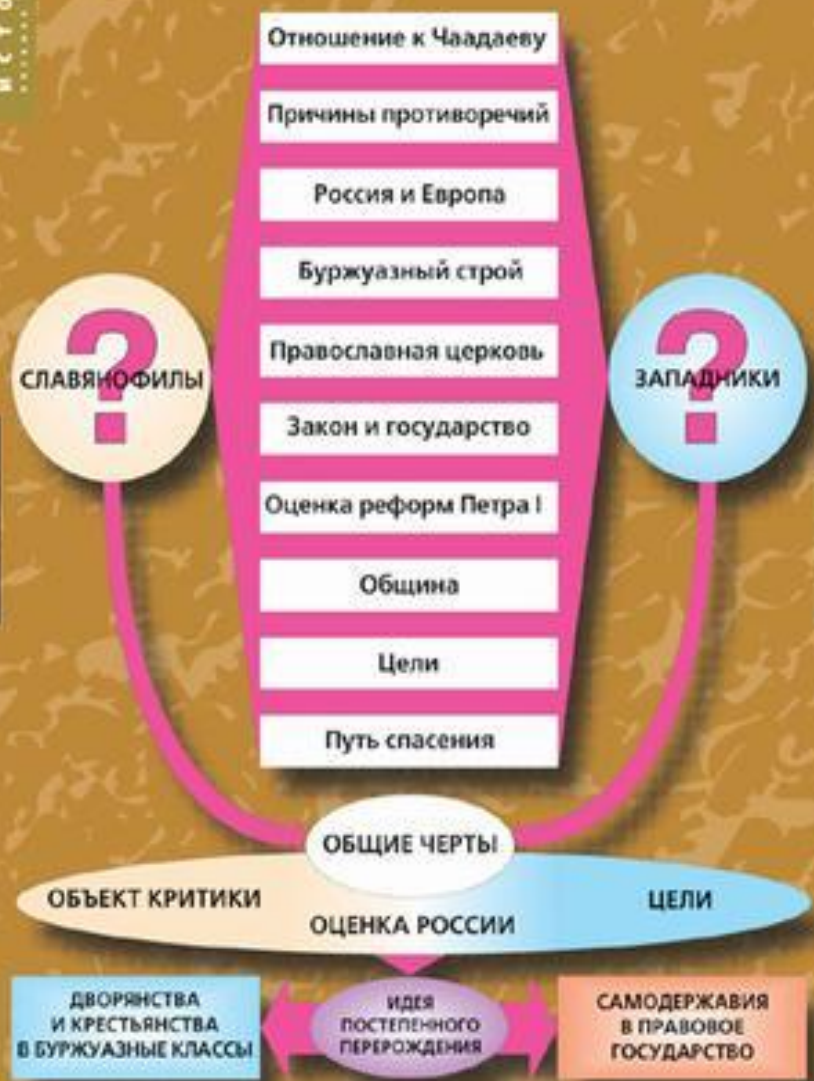 Отношение к Чаадаеву
Причины противоречий
Россия и Европа
Буржуазный строй
Православная церковь
Закон и государство
Оценка реформ Петра I
Община
Цели
Путь спасения
?
СЛАВЯНОФИЛЫ
?
ЗАПАДНИКИ
ОБЩИЕ ЧЕРТЫ
ОБЪЕКТ КРИТИКИ
ОЦЕНКА РОССИИ
ЦЕЛИ
ДВОРЯНСТВА
И КРЕСТЬЯНСТВА
В БУРЖУАЗНЫЕ КЛАССЫ
ИДЕЯ
ПОСТЕПЕННОГО
ПЕРЕРОЖДЕНИЯ
САМОДЕРЖАВИЯ
В ПРАВОВОЕ
ГОСУДАРСТВО